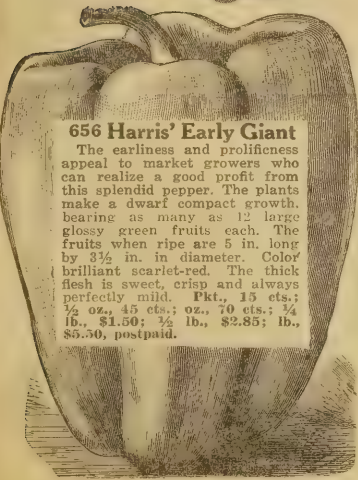 656 Harris' Early Giant
The earliness and prolificness
appeal to market growers who
can realize a good profit from
this splendid pepper. The plants
make a dwarf compact growth,
bearing as many as 12 large
glossy green fruits each. The
fruits when ripe are 5 in. long
by 3½ in. in diameter. Color
brilliant scarlet-red. The thick
flesh is sweet, crisp and always
perfectly mild. Pkt., 15 cts.;
½ oz., 45 cts.; oz., 70 cts.; ¼
lb., $1.50; ½ lb., $2.85; lb.,
$5.50, postpaid.